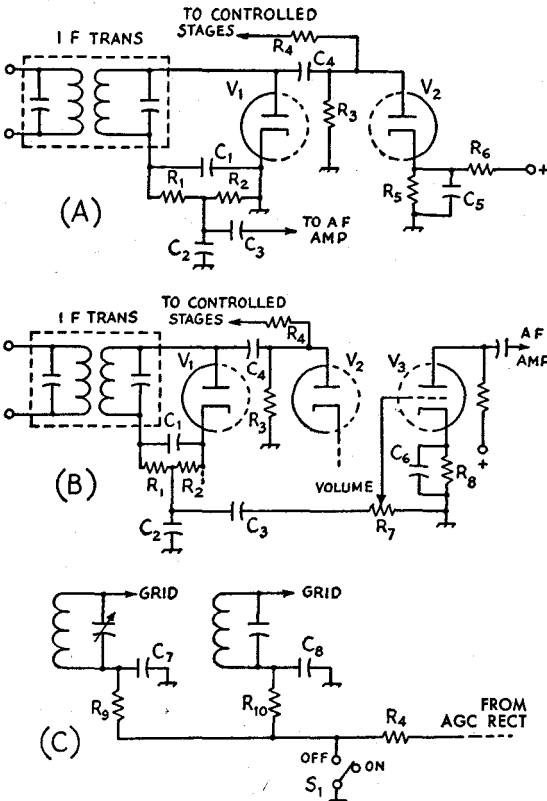 TO CONTROLLED
STAGES
R4
I F TRANS
C4
V1
V2
R3
C1
R1
R2
R6
+
R5
C5
(A)
TO AF
AMP
C2
C3
TO CONTROLLED
STAGES
R4
I F TRANS
A F
AMP
V1
C4
V2
V3
R3
C1
+
(B)
R1
R2
C6
R8
VOLUME
C2
C3
R7
GRID
GRID
C7
C8
R9
R10
FROM
AGC RECT
R4
(C)
OFF
ON
S1